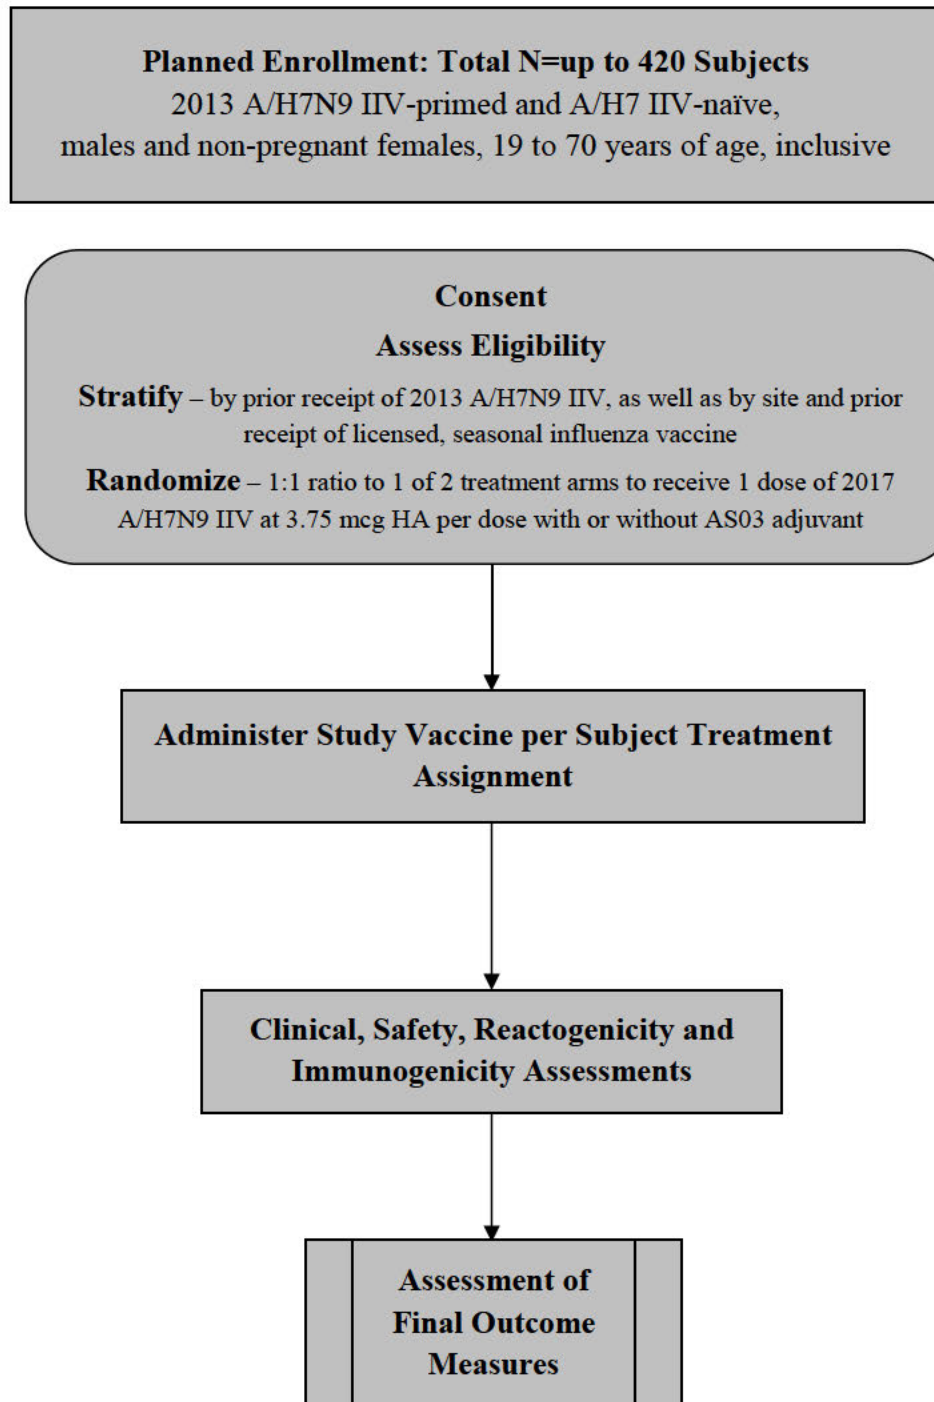 Planned Enrollment: Total N=up to 420 Subjects
2013 A/H7N9 IIV-primed and A/H7 IIV-naïve,
males and non-pregnant females, 19 to 70 years of age, inclusive
Consent
Assess Eligibility
Stratify – by prior receipt of 2013 A/H7N9 IIV, as well as by site and prior
receipt of licensed, seasonal influenza vaccine
Randomize – 1:1 ratio to 1 of 2 treatment arms to receive 1 dose of 2017
A/H7N9 IIV at 3.75 mcg HA per dose with or without AS03 adjuvant
Administer Study Vaccine per Subject Treatment
Assignment
Clinical, Safety, Reactogenicity and
Immunogenicity Assessments
Assessment of
Final Outcome
Measures